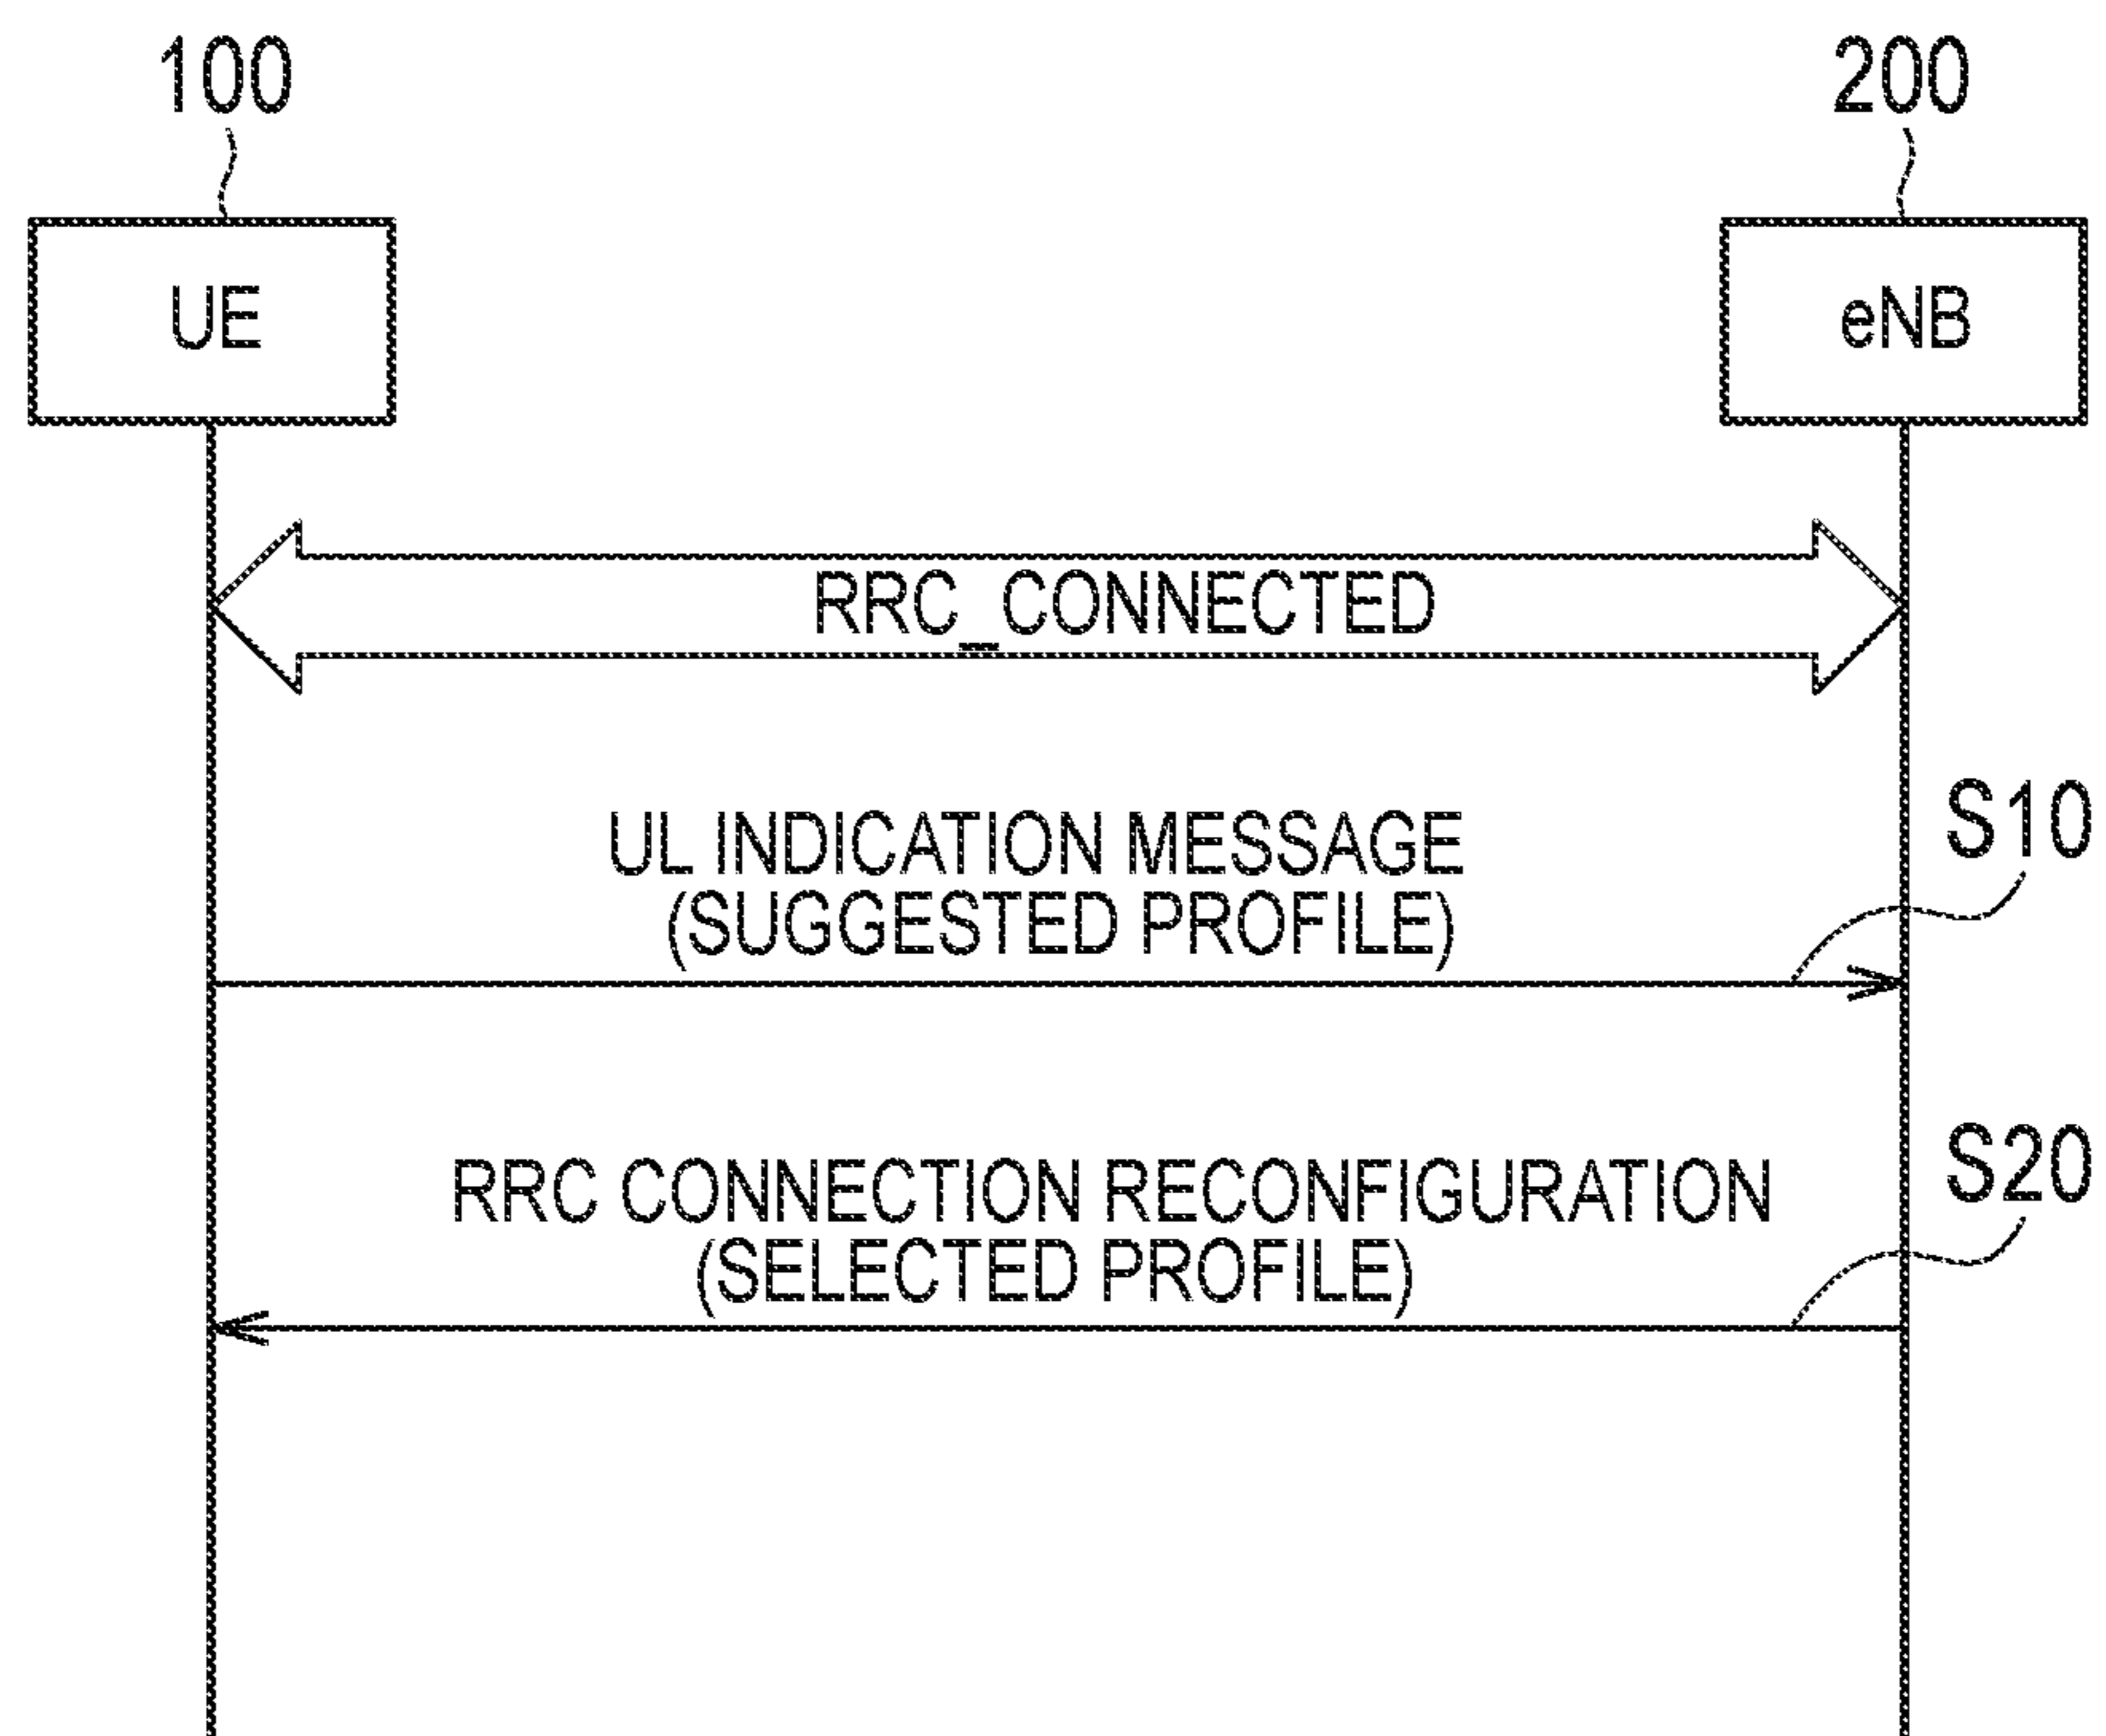 100
200
UE
eNB
RRC_CONNECTED
S10
UL INDICATION MESSAGE
(SUGGESTED PROFILE)
S20
RRC CONNECTION RECONFIGURATION
(SELECTED PROFILE)